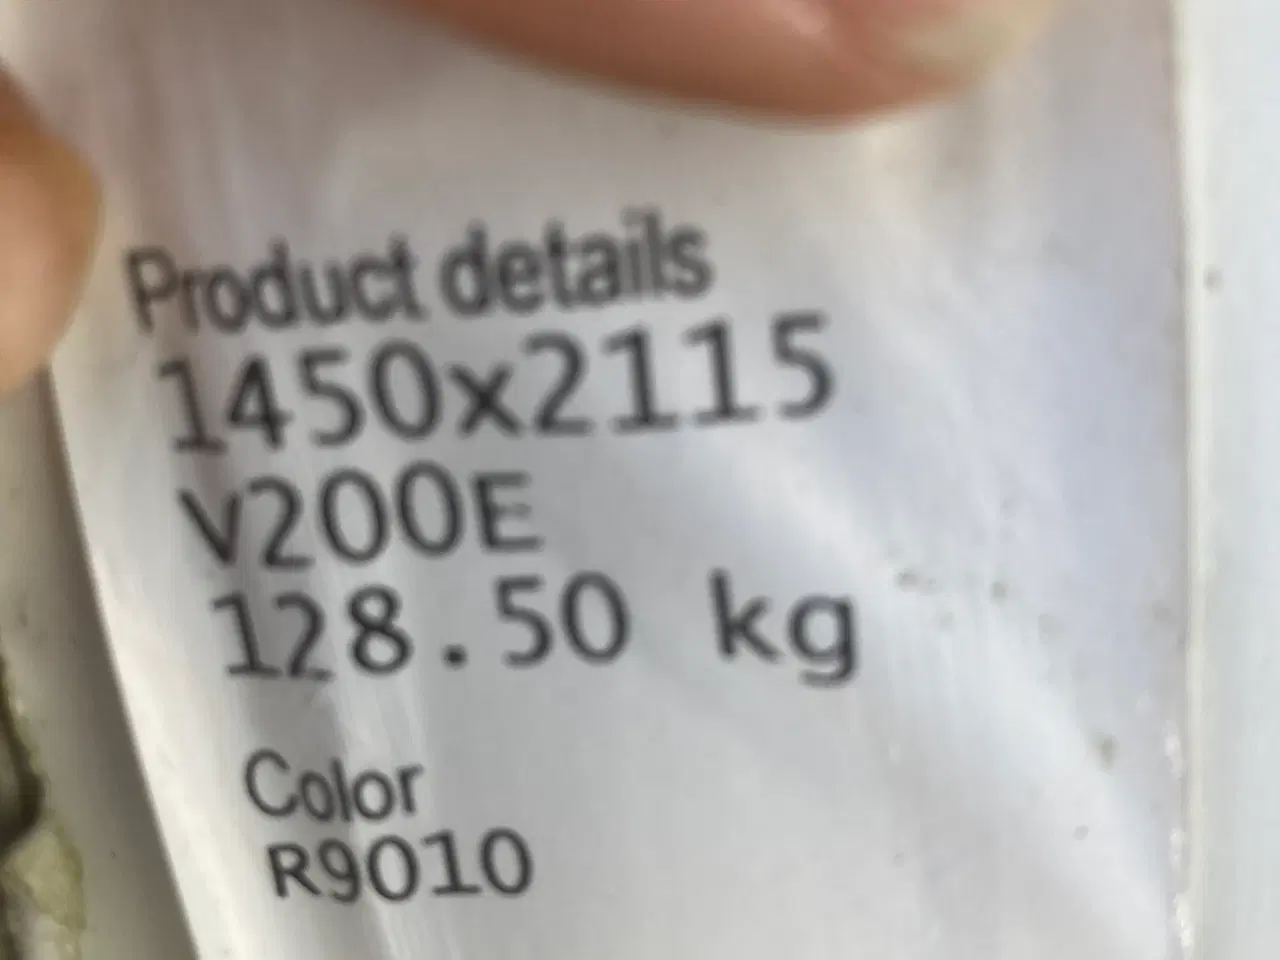 Product details
1450x2115
V200E
128.50 kg
Color
R9010